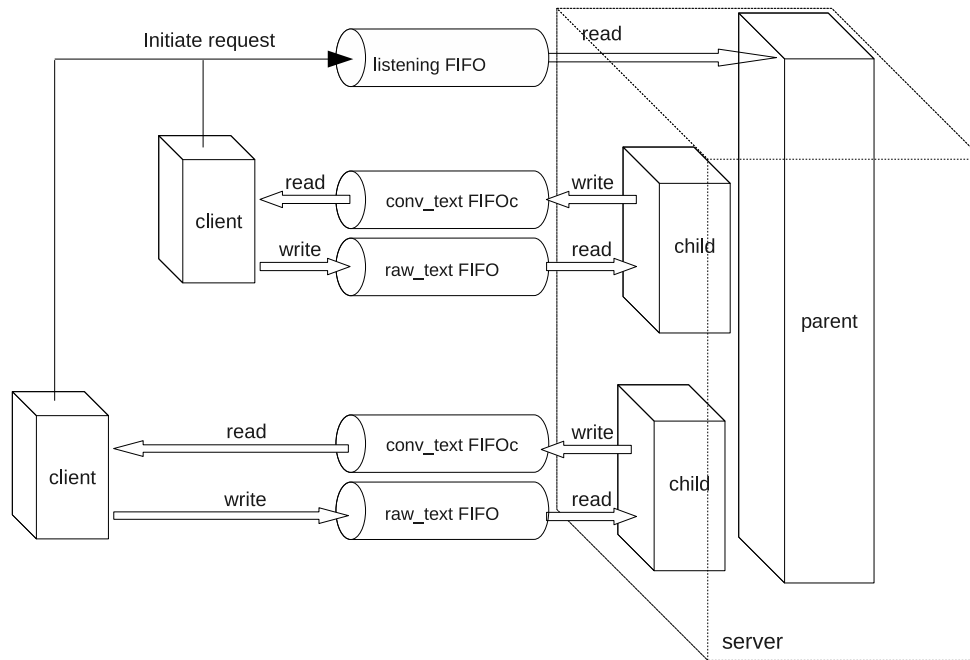 Initiate request
read
listening FIFO
read
conv_text FIFOc
write
client
write
raw_text FIFO
read
child
parent
read
conv_text FIFOc
write
client
write
raw_text FIFO
read
child
server